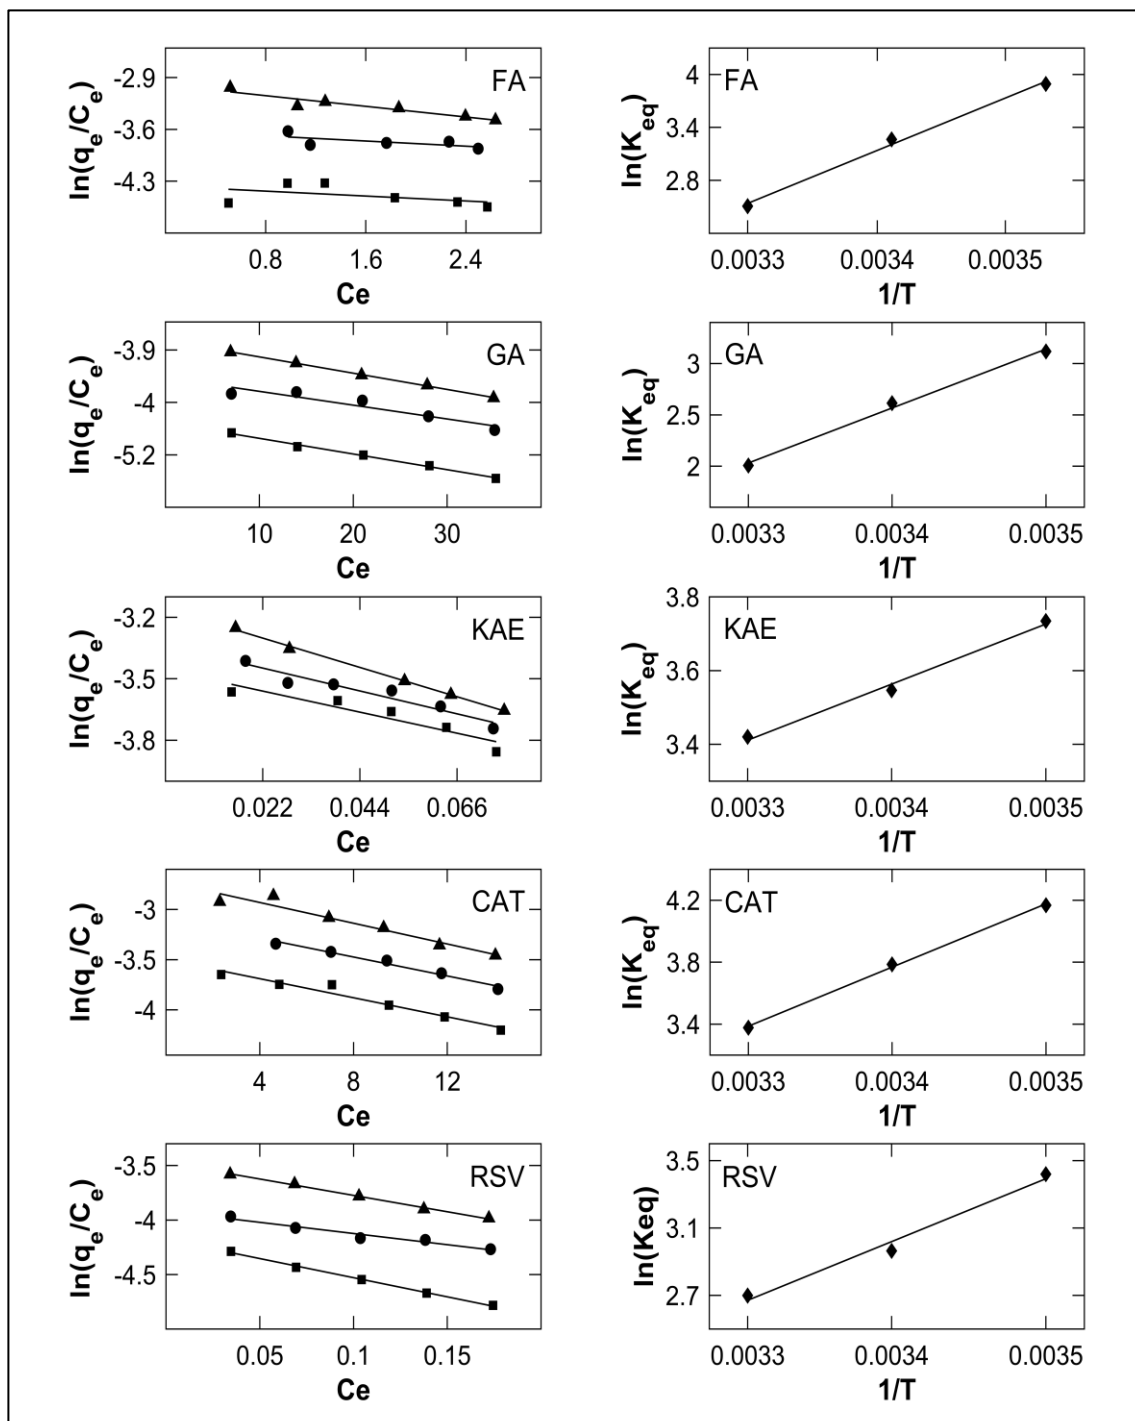 FA
ln(qe/Ce)
-2.9
-3.6
-4.3
0.8 1.6 2.4
Ce
FA
ln(Keq)
4
3.4
2.8
0.0033 0.0034 0.0035
1/T
GA
ln(qe/Ce)
-3.9
-4
-5.2
10 20 30
Ce
GA
ln(Keq)
3
2.5
2
0.0033 0.0034 0.0035
1/T
KAE
ln(qe/Ce)
-3.2
-3.5
-3.8
0.022 0.044 0.066
Ce
KAE
ln(Keq)
3.8
3.6
3.4
0.0033 0.0034 0.0035
1/T
CAT
ln(qe/Ce)
-3
-3.5
-4
4 8 12
Ce
CAT
ln(Keq)
4.2
3.8
3.4
0.0033 0.0034 0.0035
1/T
RSV
ln(qe/Ce)
-3.5
-4
-4.5
0.05 0.1 0.15
Ce
RSV
ln(Keq)
3.5
3.1
2.7
0.0033 0.0034 0.0035
1/T